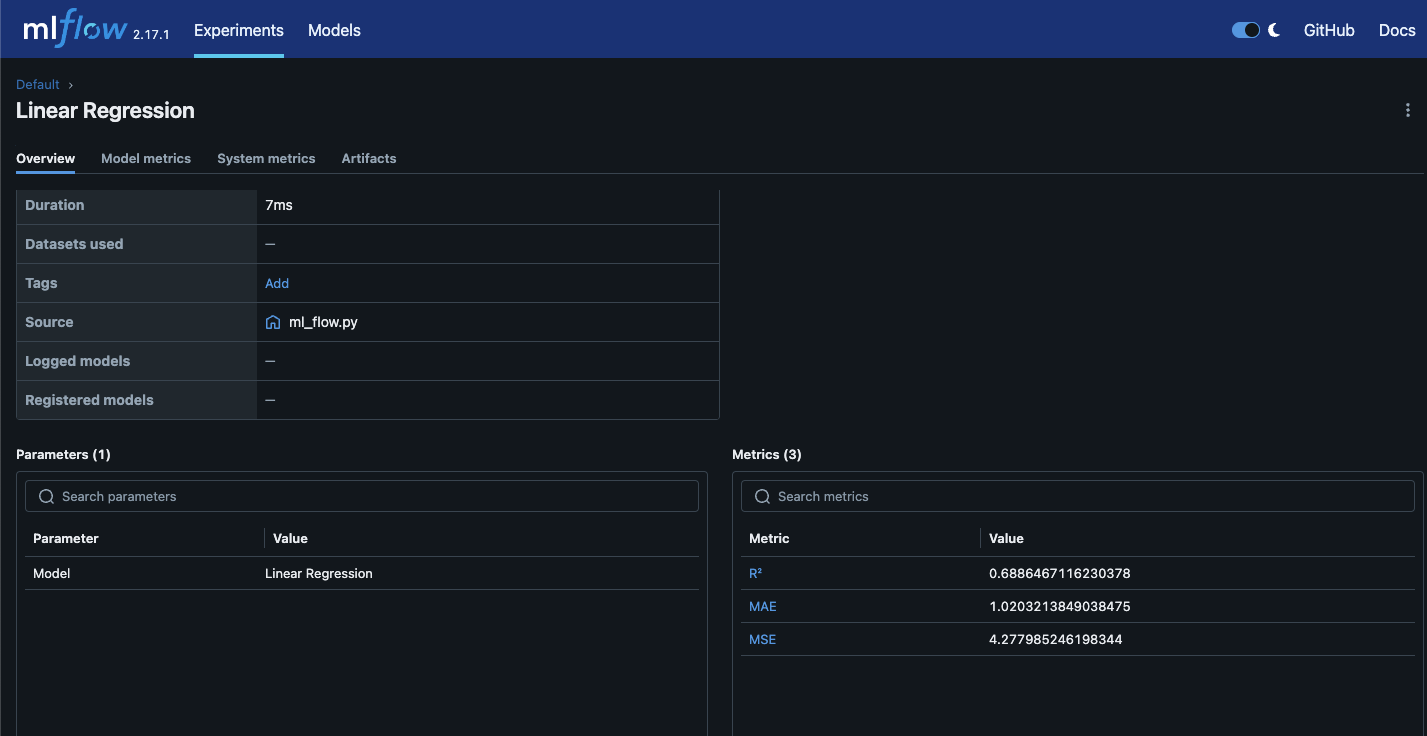 mlflow 2.17.1 Experiments Models GitHub Docs
Default ›
Linear Regression
Overview Model metrics System metrics Artifacts
Duration 7ms
Datasets used —
Tags Add
Source ml_flow.py
Logged models —
Registered models —
Parameters (1)
Search parameters
Parameter Value
Model Linear Regression
Metrics (3)
Search metrics
Metric Value
R² 0.6886467116230378
MAE 1.0203213849038475
MSE 4.277985246198344